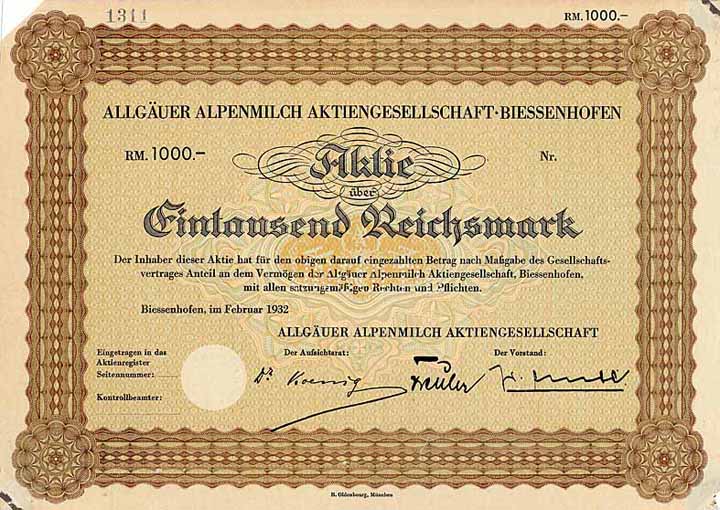 1311
RM. 1000.–
ALLGÄUER ALPENMILCH AKTIENGESELLSCHAFT · BIESSENHOFEN
RM. 1000.– Aktie Nr.
über
Eintausend Reichsmark
Der Inhaber dieser Aktie hat für den obigen darauf eingezahlten Betrag nach Maßgabe des Gesellschafts-
vertrages Anteil an dem Vermögen der Allgäuer Alpenmilch Aktiengesellschaft, Biessenhofen,
mit allen satzungsmäßigen Rechten und Pflichten.
Biessenhofen, im Februar 1932
ALLGÄUER ALPENMILCH AKTIENGESELLSCHAFT
Eingetragen in das
Aktienregister
Seitennummer:
Kontrollbeamter:
Der Aufsichtsrat:
Der Vorstand:
Dr. Koenig
R. Oldenbourg, München